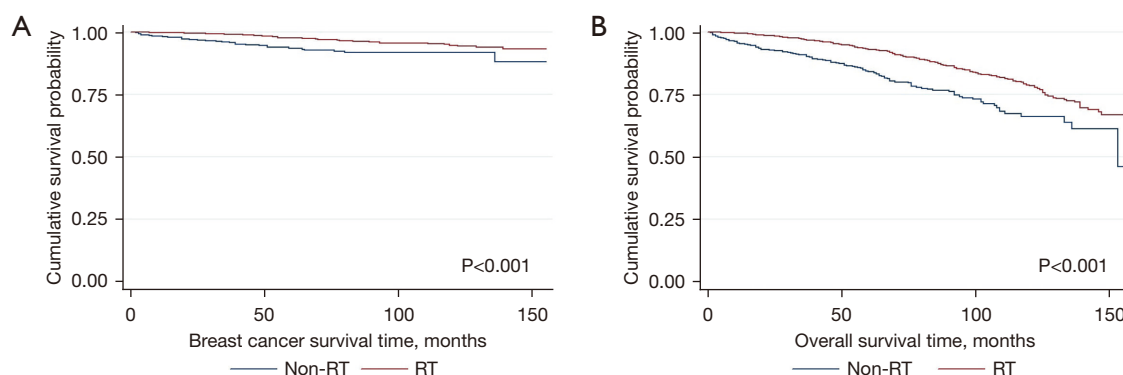 A
Cumulative survival probability
1.00
0.75
0.50
0.25
0.00
P<0.001
0 50 100 150
Breast cancer survival time, months
Non-RT RT
B
Cumulative survival probability
1.00
0.75
0.50
0.25
0.00
P<0.001
0 50 100 150
Overall survival time, months
Non-RT RT